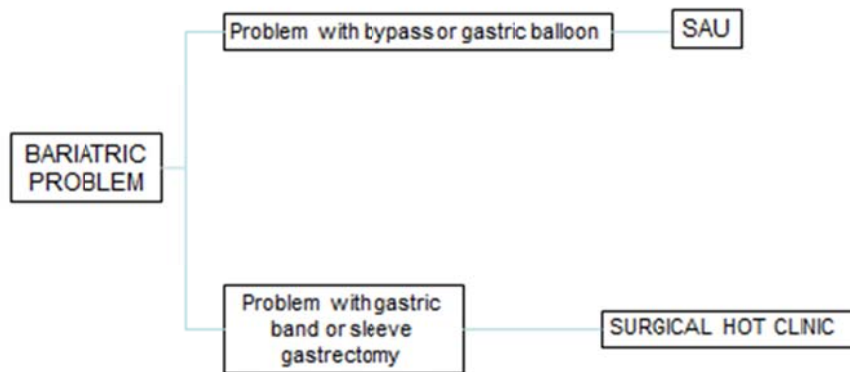 Problem with bypass or gastric balloon
SAU
BARIATRIC
PROBLEM
Problem with gastric
band or sleeve
gastrectomy
SURGICAL HOT CLINIC